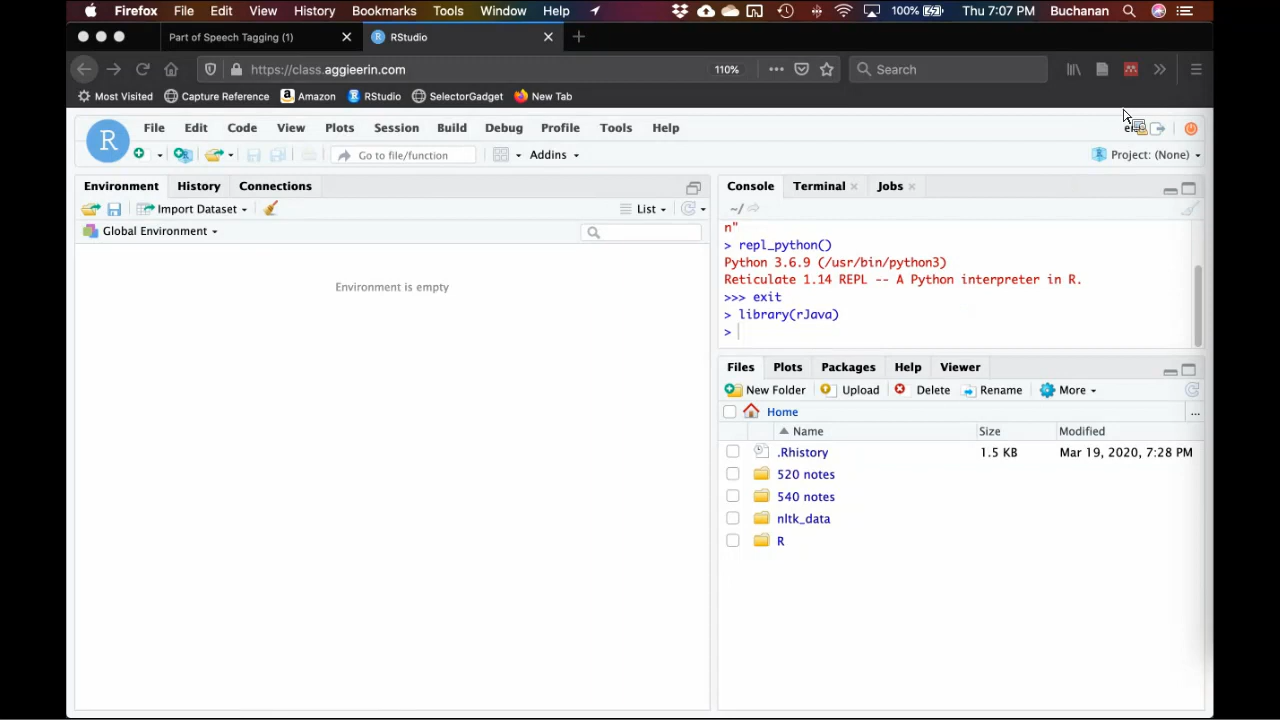 Firefox File Edit View History Bookmarks Tools Window Help 100% Thu 7:07 PM Buchanan
Part of Speech Tagging (1) RStudio
https://class.aggieerin.com 110% Search
Most Visited Capture Reference Amazon RStudio SelectorGadget New Tab
R File Edit Code View Plots Session Build Debug Profile Tools Help
Go to file/function Addins Project: (None)
Environment History Connections
Import Dataset List
Global Environment
Environment is empty
Console Terminal Jobs
~/
n"
> repl_python()
Python 3.6.9 (/usr/bin/python3)
Reticulate 1.14 REPL -- A Python interpreter in R.
>>> exit
> library(rJava)
>
Files Plots Packages Help Viewer
New Folder Upload Delete Rename More
Home ...
Name Size Modified
.Rhistory 1.5 KB Mar 19, 2020, 7:28 PM
520 notes
540 notes
nltk_data
R